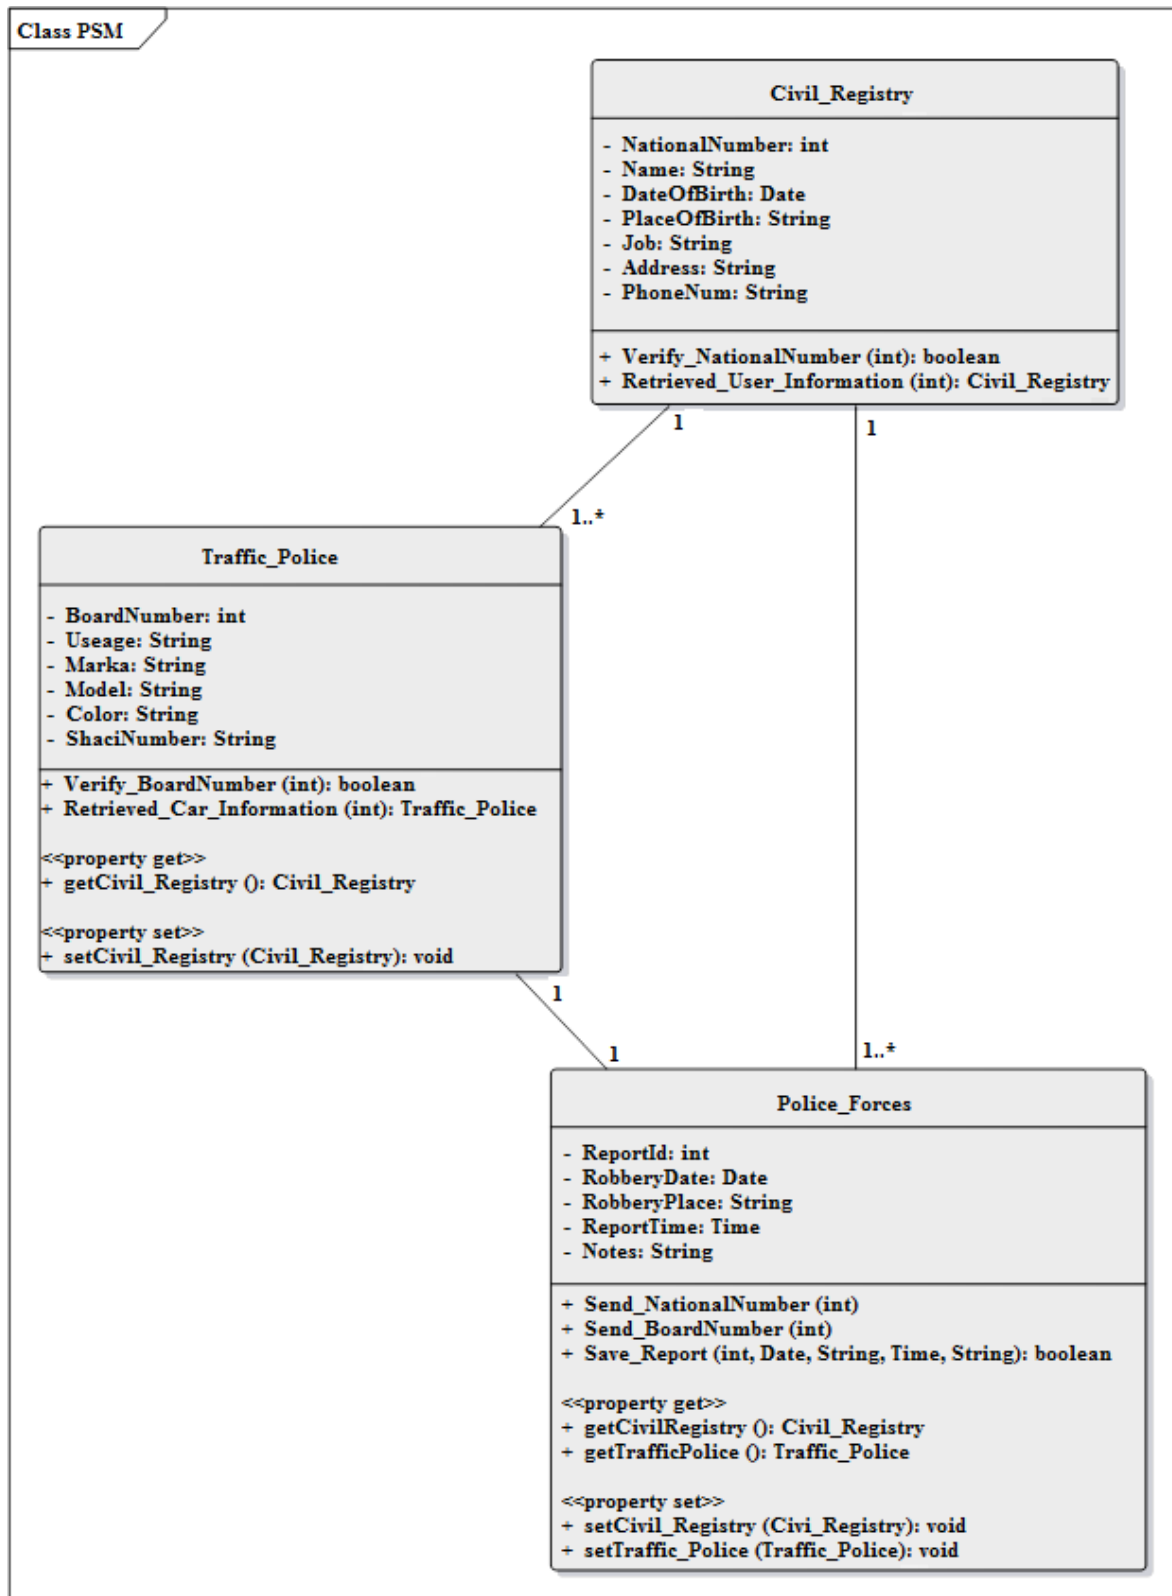 Class PSM
Civil_Registry
- NationalNumber: int
- Name: String
- DateOfBirth: Date
- PlaceOfBirth: String
- Job: String
- Address: String
- PhoneNum: String
+ Verify_NationalNumber (int): boolean
+ Retrieved_User_Information (int): Civil_Registry
1
1
1..*
Traffic_Police
- BoardNumber: int
- Useage: String
- Marka: String
- Model: String
- Color: String
- ShaciNumber: String
+ Verify_BoardNumber (int): boolean
+ Retrieved_Car_Information (int): Traffic_Police
<<property get>>
+ getCivil_Registry (): Civil_Registry
<<property set>>
+ setCivil_Registry (Civil_Registry): void
1
1
1..*
Police_Forces
- ReportId: int
- RobberyDate: Date
- RobberyPlace: String
- ReportTime: Time
- Notes: String
+ Send_NationalNumber (int)
+ Send_BoardNumber (int)
+ Save_Report (int, Date, String, Time, String): boolean
<<property get>>
+ getCivilRegistry (): Civil_Registry
+ getTrafficPolice (): Traffic_Police
<<property set>>
+ setCivil_Registry (Civi_Registry): void
+ setTraffic_Police (Traffic_Police): void